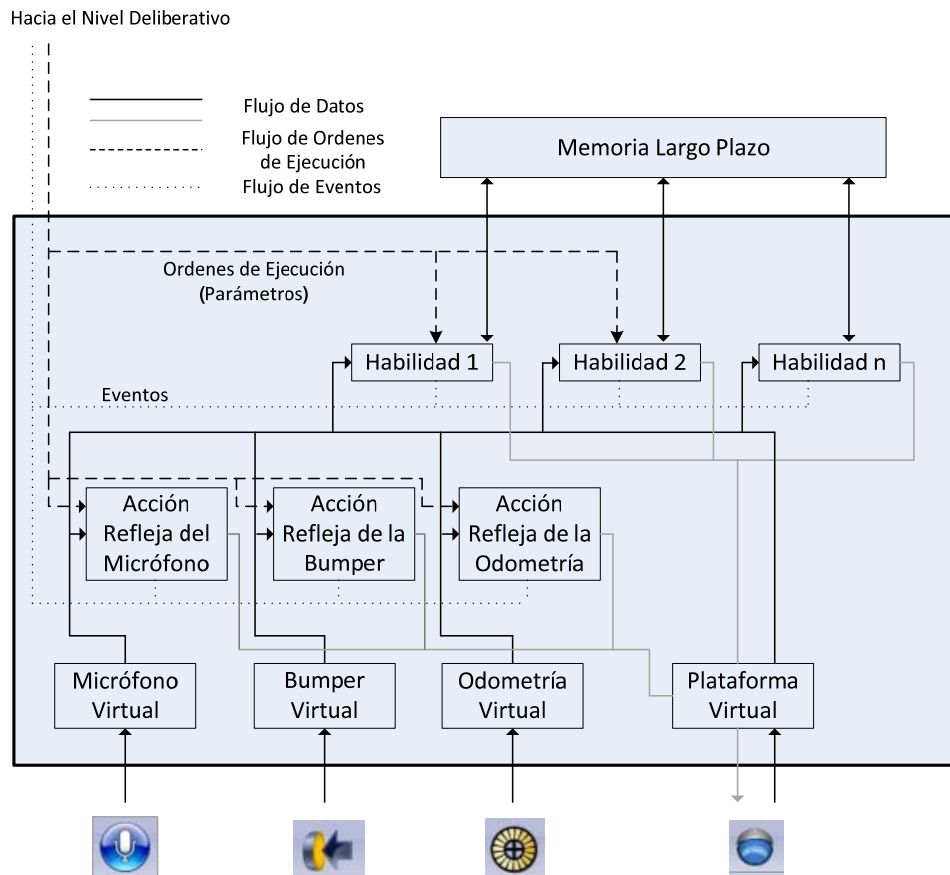 Hacia el Nivel Deliberativo
Flujo de Datos
Flujo de Ordenes
de Ejecución
Flujo de Eventos
Memoria Largo Plazo
Ordenes de Ejecución
(Parámetros)
Habilidad 1
Habilidad 2
Habilidad n
Eventos
Acción
Refleja del
Micrófono
Acción
Refleja de la
Bumper
Acción
Refleja de la
Odometría
Micrófono
Virtual
Bumper
Virtual
Odometría
Virtual
Plataforma
Virtual